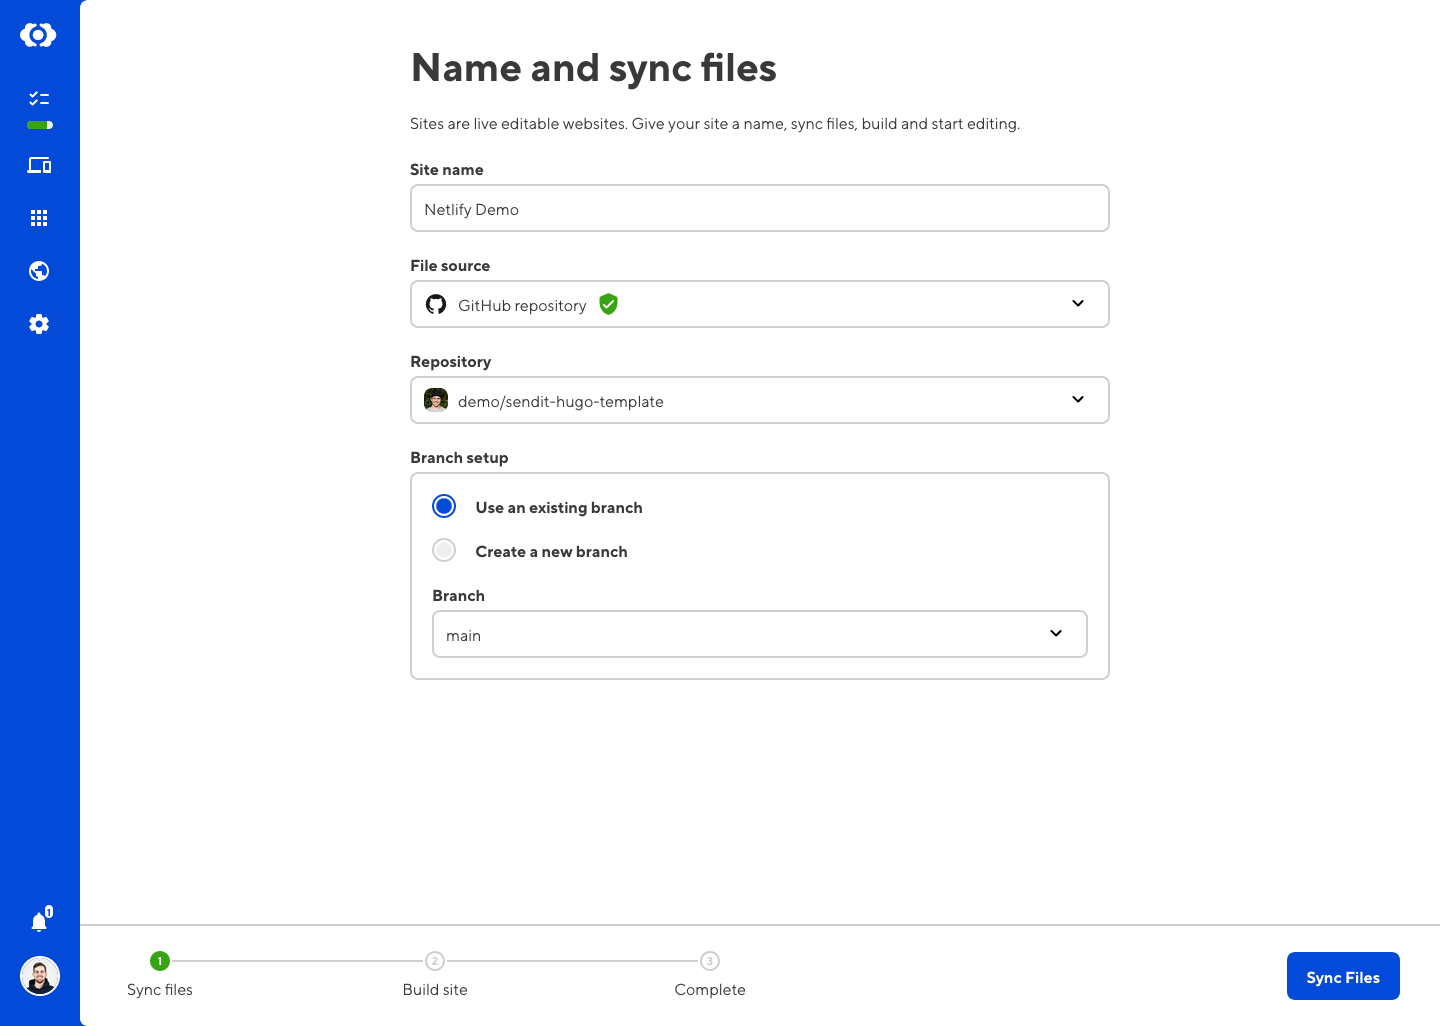 Name and sync files
Sites are live editable websites. Give your site a name, sync files, build and start editing.
Site name
Netlify Demo
File source
GitHub repository
Repository
demo/sendit-hugo-template
Branch setup
Use an existing branch
Create a new branch
Branch
main
1
1 2 3
Sync files Build site Complete
Sync Files